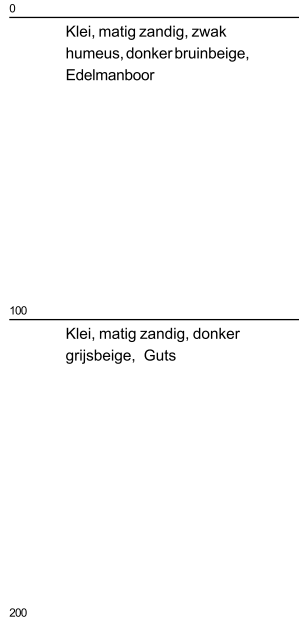 0
Klei, matig zandig, zwak
humeus, donker bruinbeige,
Edelmanboor
100
Klei, matig zandig, donker
grijsbeige, Guts
200